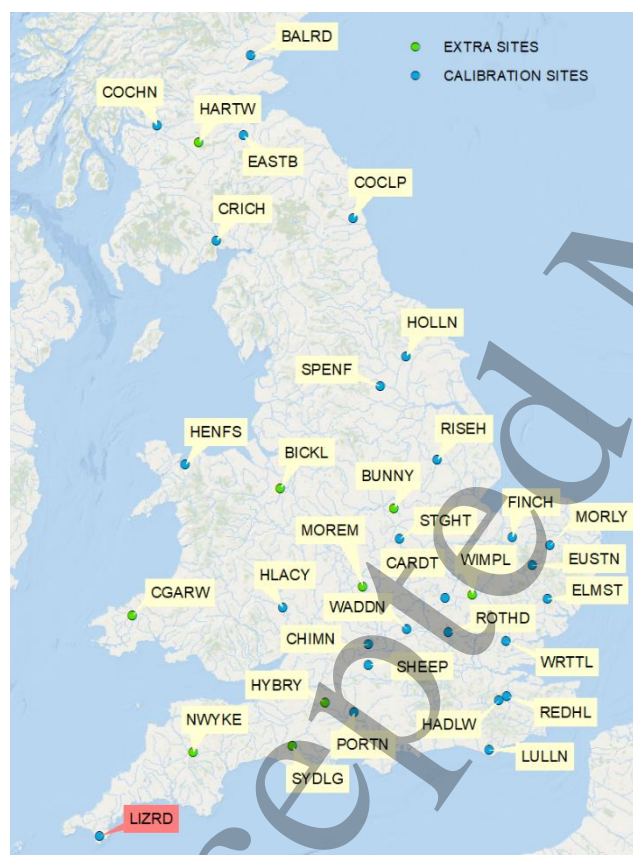 BALRD
EXTRA SITES
CALIBRATION SITES
COCHN
HARTW
EASTB
COCLP
CRICH
HOLLN
SPENF
HENFS
RISEH
BICKL
BUNNY
FINCH
STGHT
MORLY
MOREM
CARDT
WIMPL
EUSTN
CGARW
HLACY
WADDN
ELMST
ROTHD
CHIMN
WRTTL
SHEEP
HYBRY
REDHL
HADLW
NWYKE
PORTN
LULLN
SYDLG
LIZRD